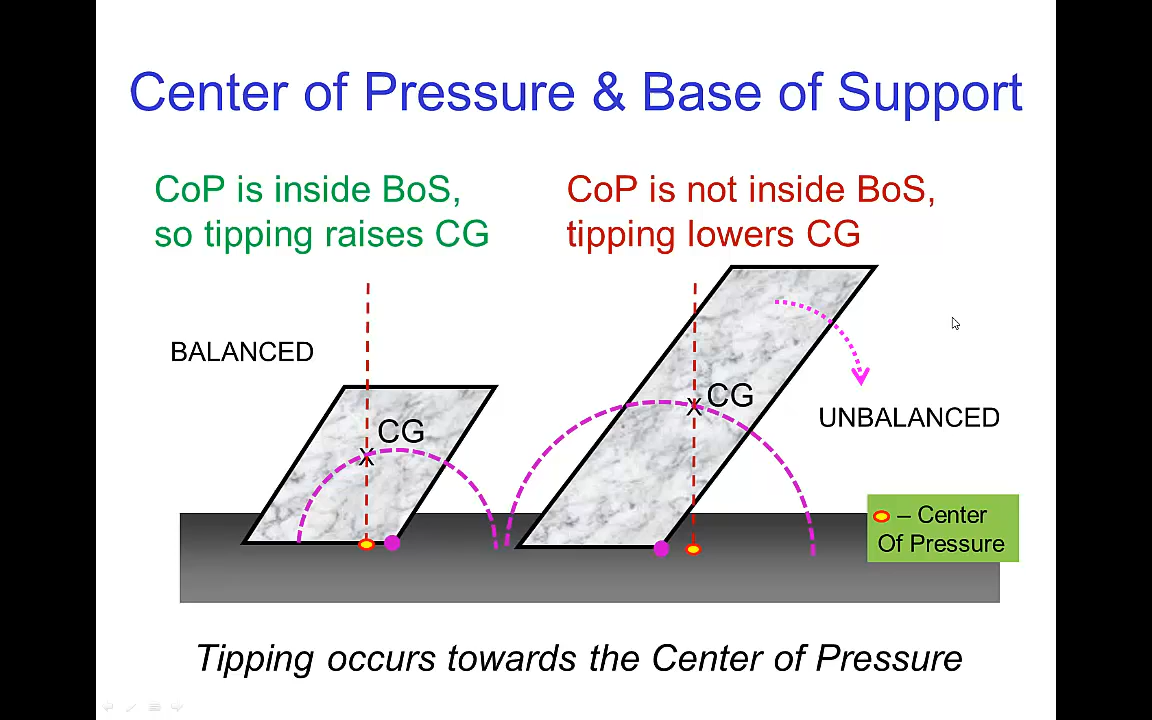 Center of Pressure & Base of Support
CoP is inside BoS,
so tipping raises CG
CoP is not inside BoS,
tipping lowers CG
BALANCED
CG
x
CG
x
UNBALANCED
– Center
Of Pressure
Tipping occurs towards the Center of Pressure